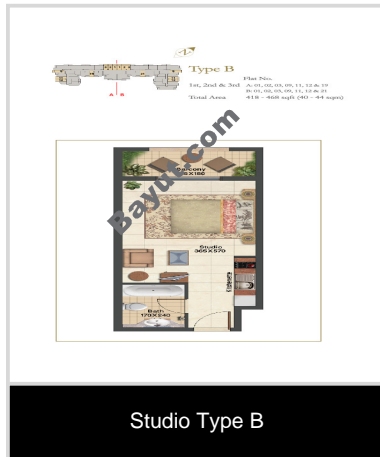 Type B
Flat No.
1st, 2nd & 3rd A: 01, 02, 03, 09, 11, 12 & 19
B: 01, 02, 03, 09, 11, 12 & 21
Total Area 418 - 468 sqft (40 - 44 sqm)
A B
Balcony
Bayut.com
Studio
365X570
Bath
170X240
Studio Type B